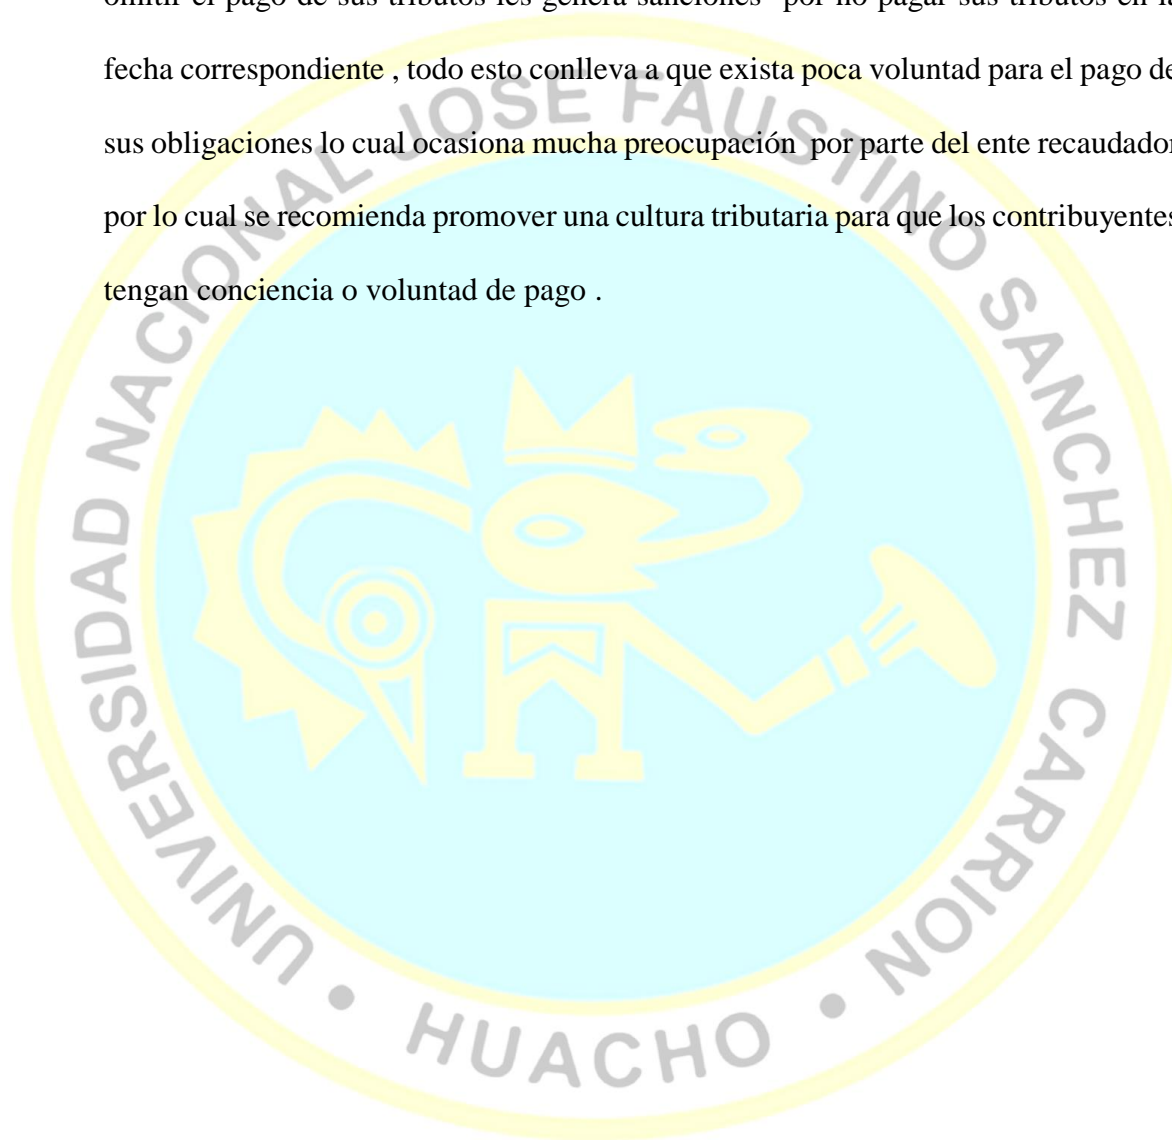 omitir el pago de sus tributos les genera sanciones por no pagar sus tributos en la
fecha correspondiente , todo esto conlleva a que exista poca voluntad para el pago de
sus obligaciones lo cual ocasiona mucha preocupación por parte del ente recaudador
por lo cual se recomienda promover una cultura tributaria para que los contribuyentes
tengan conciencia o voluntad de pago .
UNIVERSIDAD NACIONAL JOSE FAUSTINO SANCHEZ CARRION • HUACHO •